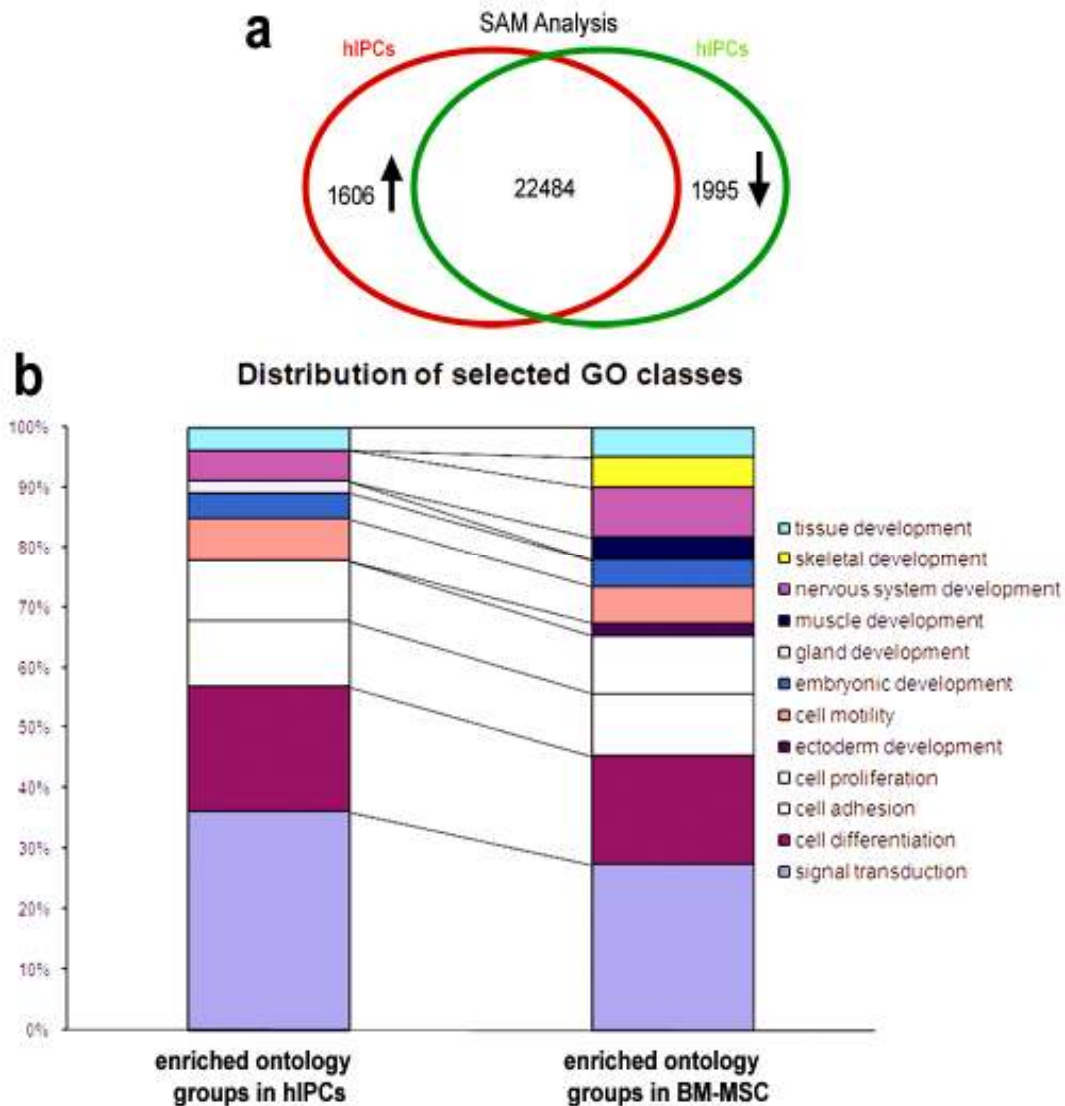 a
SAM Analysis
hIPCs
hIPCs
1606
22484
1995
b
Distribution of selected GO classes
100%
90%
80%
70%
60%
50%
40%
30%
20%
10%
0%
tissue development
skeletal development
nervous system development
muscle development
gland development
embryonic development
cell motility
ectoderm development
cell proliferation
cell adhesion
cell differentiation
signal transduction
enriched ontology
groups in hIPCs
enriched ontology
groups in BM-MSC